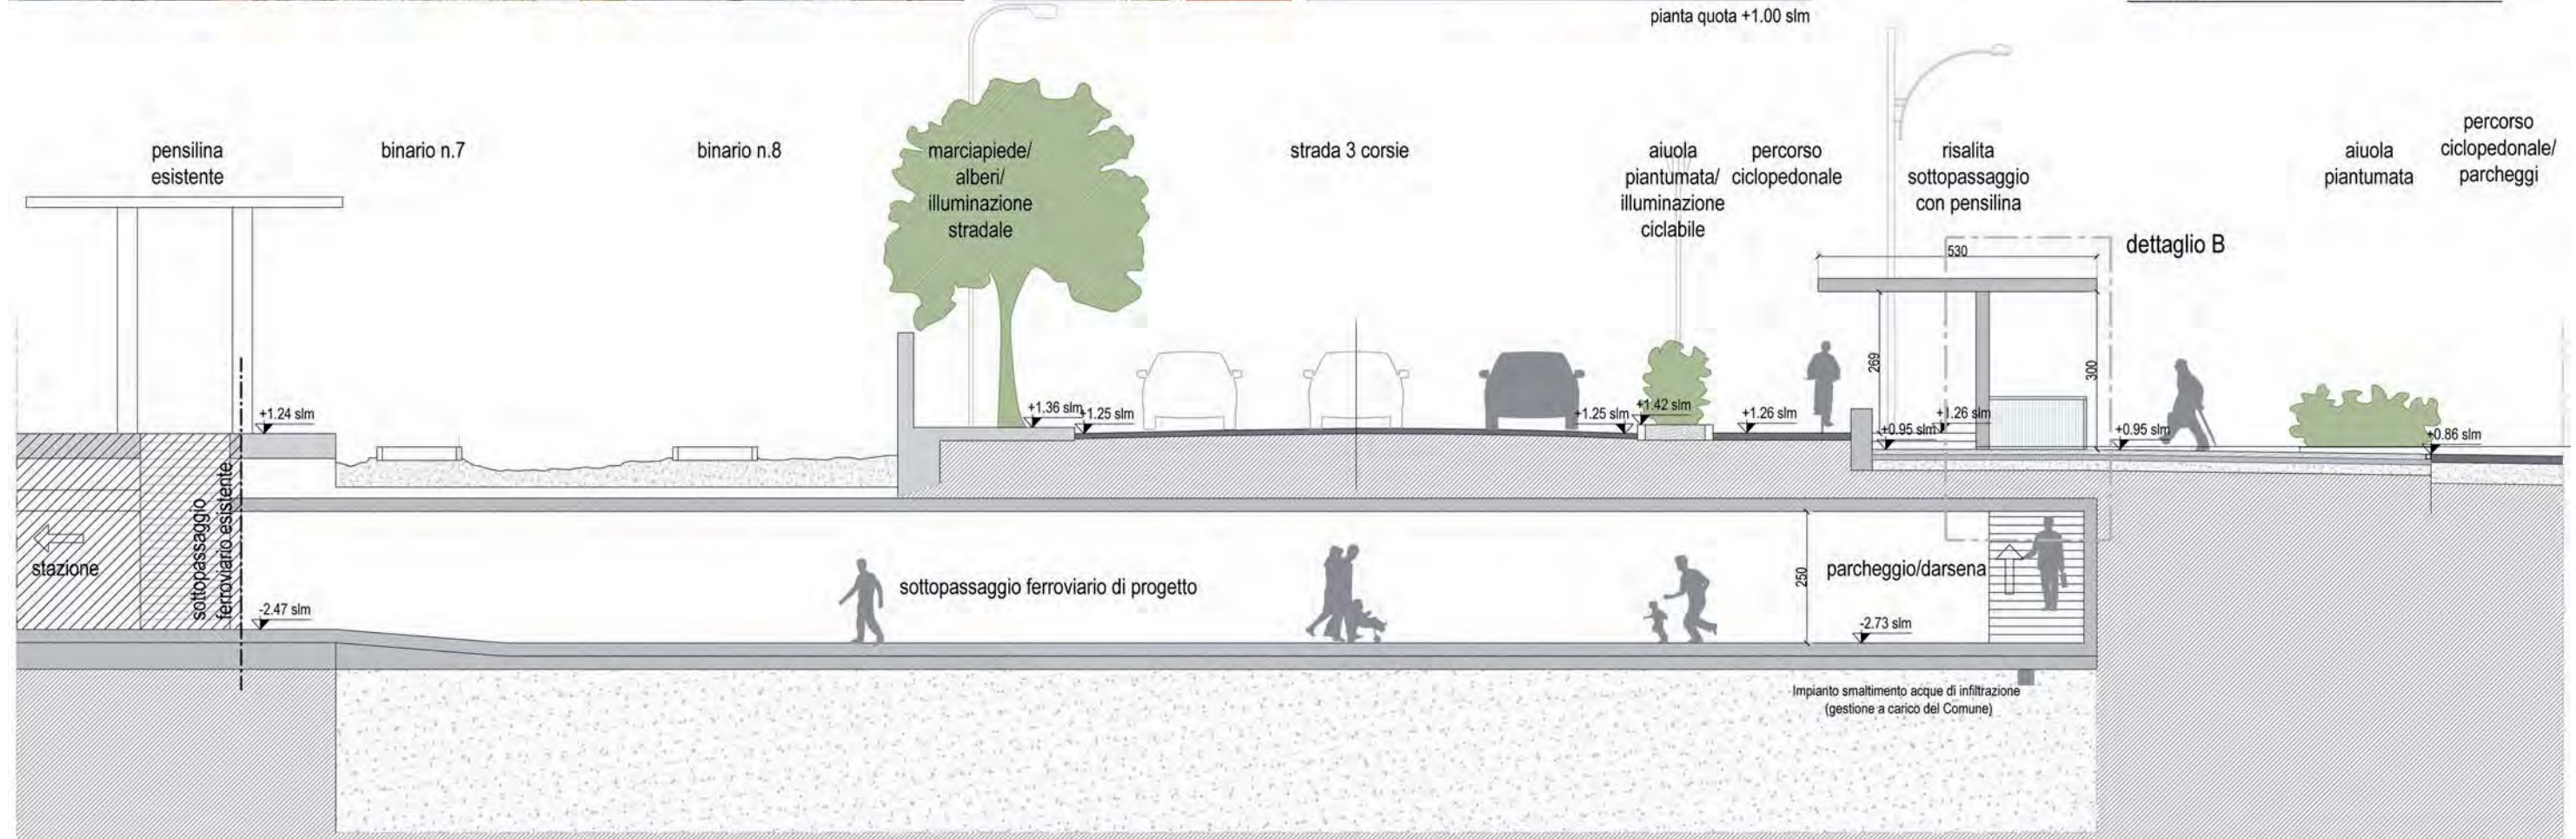 pianta quota +1.00 slm
pensilina
esistente
binario n.7
binario n.8
marciapiede/
alberi/
illuminazione
stradale
strada 3 corsie
aiuola
piantumata/
illuminazione
ciclabile
percorso
ciclopedonale
risalita
sottopassaggio
con pensilina
aiuola
piantumata
percorso
ciclopedonale/
parcheggi
dettaglio B
530
269
300
+1.24 slm
+1.36 slm
+1.25 slm
+1.25 slm
+1.42 slm
+1.26 slm
+0.95 slm
+1.26 slm
+0.95 slm
+0.86 slm
sottopassaggio
ferroviario esistente
stazione
-2.47 slm
sottopassaggio ferroviario di progetto
250
parcheggio/darsena
-2.73 slm
Impianto smaltimento acque di infiltrazione
(gestione a carico del Comune)